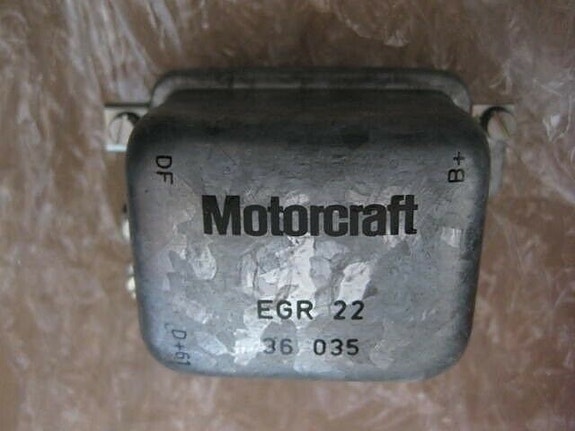 DF
B+
Motorcraft
EGR 22
36 035
D+61